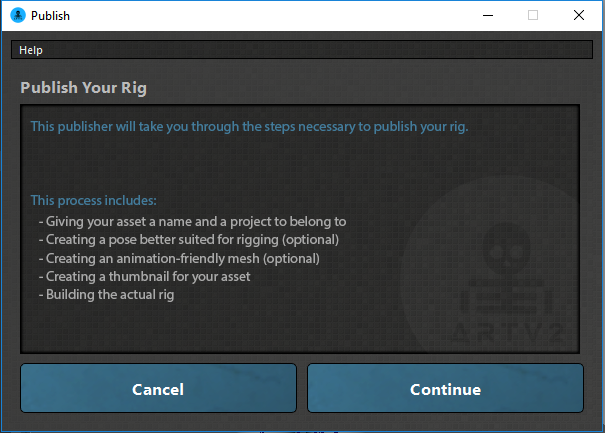 Publish
Help
Publish Your Rig
This publisher will take you through the steps necessary to publish your rig.
This process includes:
- Giving your asset a name and a project to belong to
- Creating a pose better suited for rigging (optional)
- Creating an animation-friendly mesh (optional)
- Creating a thumbnail for your asset
- Building the actual rig
ARTV2
Cancel
Continue